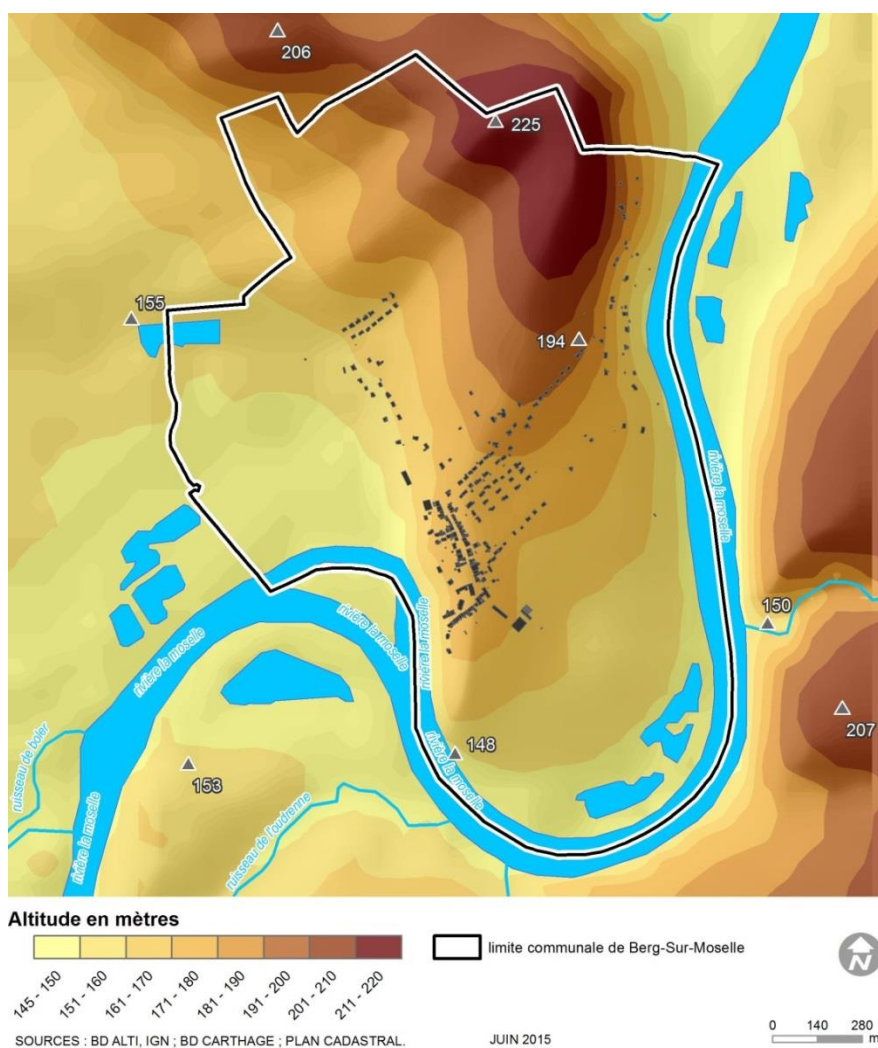 206
225
155
194
rivière la moselle
150
rivière la moselle
rivière la moselle
rivière la moselle
207
148
ruisseau de boler
153
rivière la moselle
rivière la moselle
ruisseau de l'oudrenne
Altitude en mètres
limite communale de Berg-Sur-Moselle
N
145 - 150
151 - 160
161 - 170
171 - 180
181 - 190
191 - 200
201 - 210
211 - 220
SOURCES : BD ALTI, IGN ; BD CARTHAGE ; PLAN CADASTRAL.
JUIN 2015
0 140 280
m